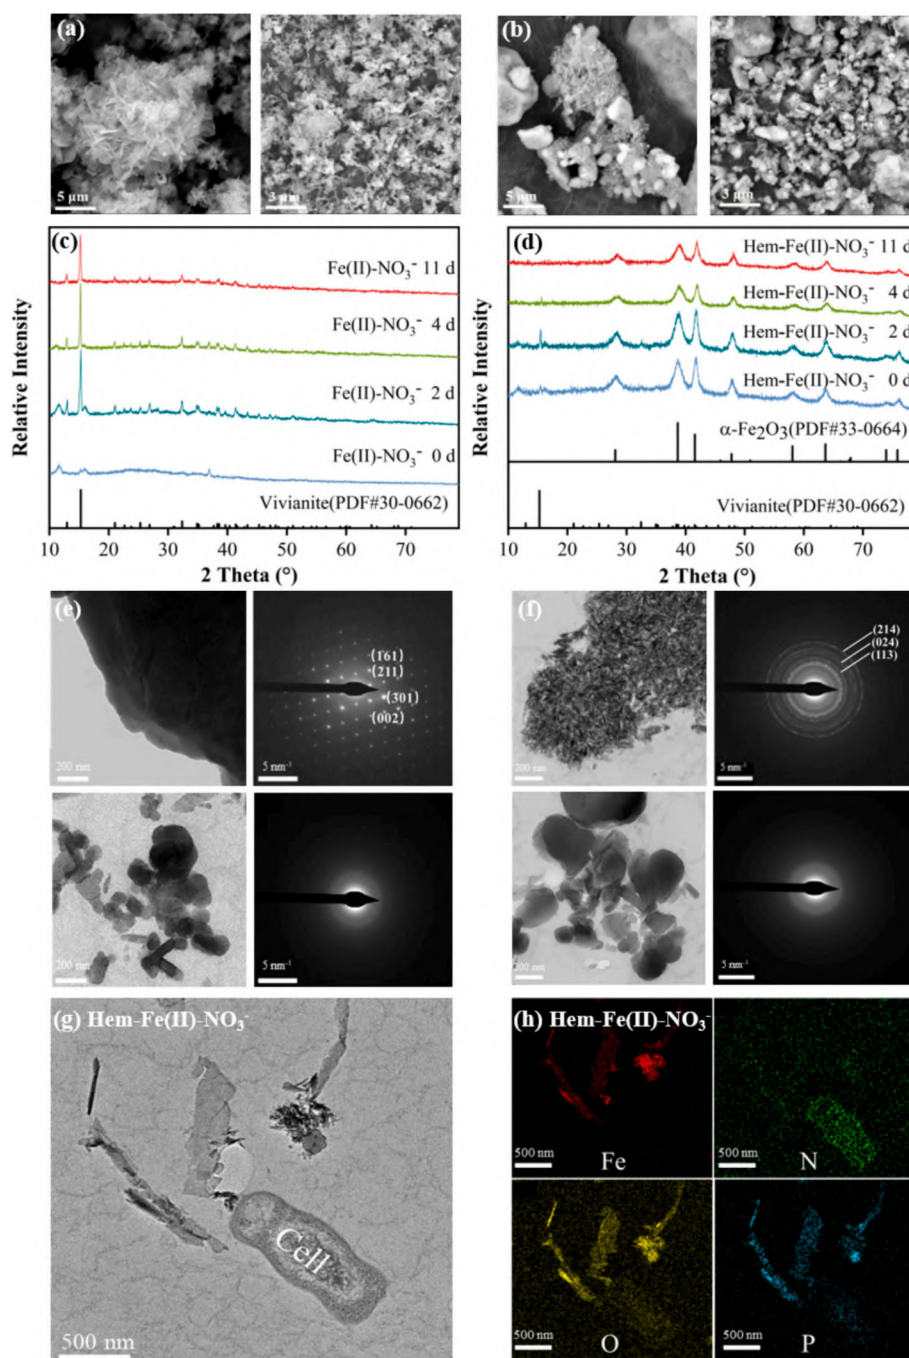 (a)
5 μm
3 μm
(b)
5 μm
3 μm
(c)
Relative Intensity
Fe(II)-NO₃⁻ 11 d
Fe(II)-NO₃⁻ 4 d
Fe(II)-NO₃⁻ 2 d
Fe(II)-NO₃⁻ 0 d
Vivianite(PDF#30-0662)
10 20 30 40 50 60 70
2 Theta (°)
(d)
Relative Intensity
Hem-Fe(II)-NO₃⁻ 11 d
Hem-Fe(II)-NO₃⁻ 4 d
Hem-Fe(II)-NO₃⁻ 2 d
Hem-Fe(II)-NO₃⁻ 0 d
α-Fe₂O₃(PDF#33-0664)
Vivianite(PDF#30-0662)
10 20 30 40 50 60 70
2 Theta (°)
(e)
200 nm
(161)
(211)
(301)
(002)
5 nm⁻¹
200 nm
5 nm⁻¹
(f)
200 nm
(214)
(024)
(113)
5 nm⁻¹
200 nm
5 nm⁻¹
(g) Hem-Fe(II)-NO₃⁻
Cell
500 nm
(h) Hem-Fe(II)-NO₃⁻
500 nm
Fe
500 nm
N
500 nm
O
500 nm
P